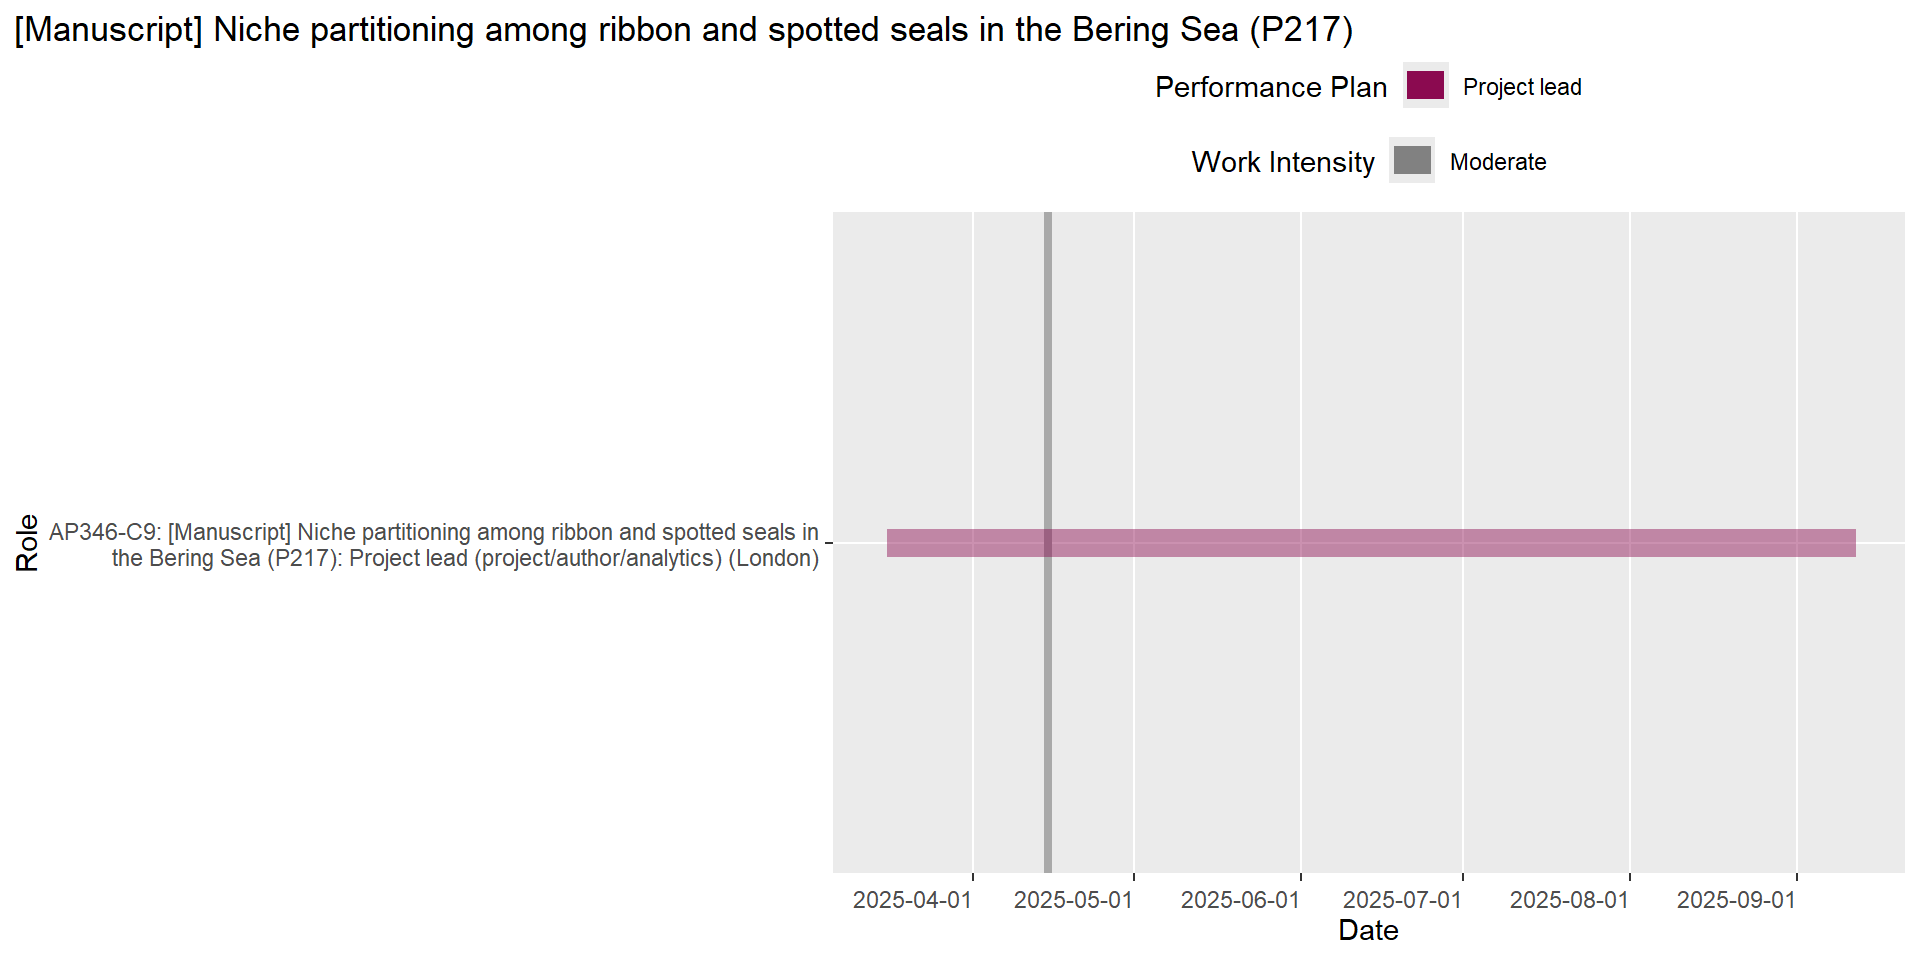 [Manuscript] Niche partitioning among ribbon and spotted seals in the Bering Sea (P217)
Performance Plan
Project lead
Work Intensity
Moderate
Role
AP346-C9: [Manuscript] Niche partitioning among ribbon and spotted seals in
the Bering Sea (P217): Project lead (project/author/analytics) (London)
2025-04-01
2025-05-01
2025-06-01
2025-07-01
2025-08-01
2025-09-01
Date